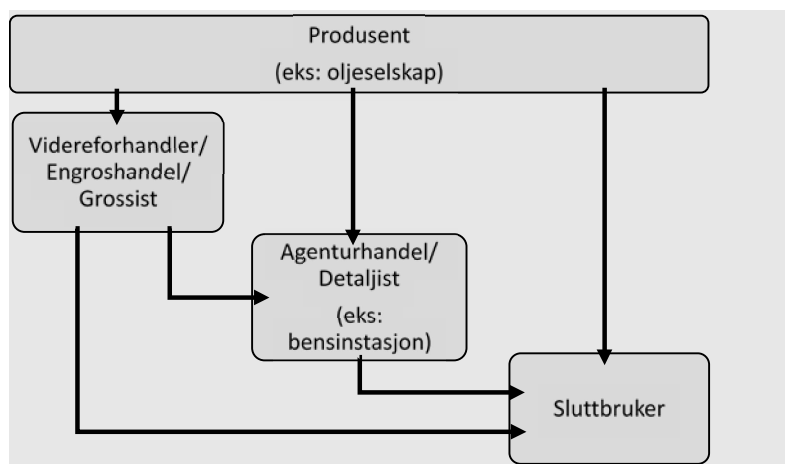 Produsent
(eks: oljeselskap)
Videreforhandler/
Engroshandel/
Grossist
Agenturhandel/
Detaljist
(eks:
bensinstasjon)
Sluttbruker